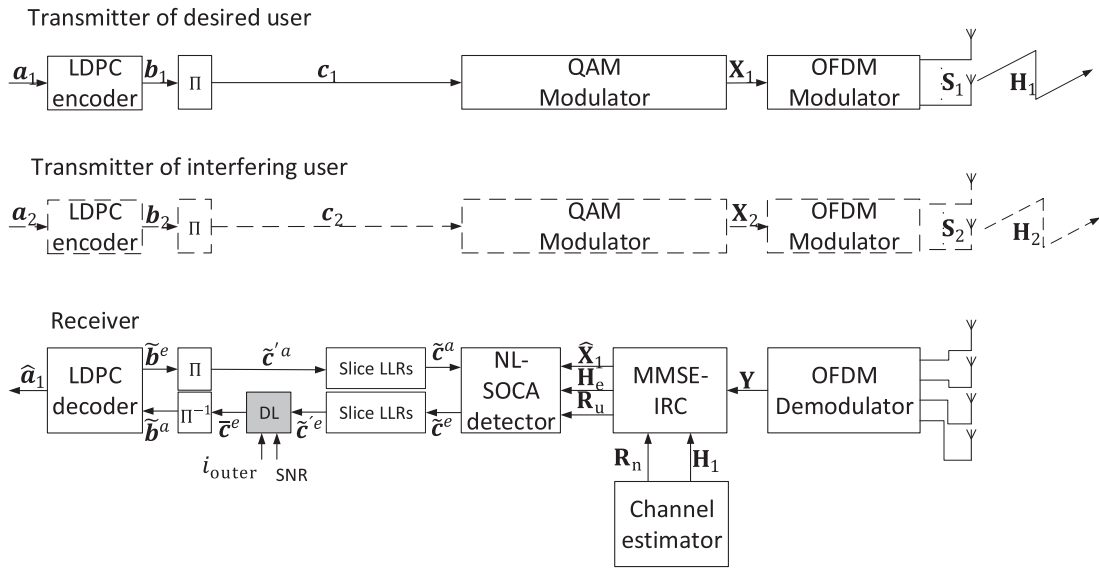 Transmitter of desired user
𝒂₁ LDPC encoder 𝒃₁ Π 𝒄₁ QAM Modulator 𝐗₁ OFDM Modulator 𝐒₁ 𝐇₁
Transmitter of interfering user
𝒂₂ LDPC encoder 𝒃₂ Π 𝒄₂ QAM Modulator 𝐗₂ OFDM Modulator 𝐒₂ 𝐇₂
Receiver
â₁ LDPC decoder b̃ᵉ Π c̃′ᵃ Slice LLRs c̃ᵃ NL-SOCA detector X̂₁ MMSE-IRC Y OFDM Demodulator
Hₑ
Rᵤ
b̃ᵃ Π⁻¹ c̄ᵉ DL c̃′ᵉ Slice LLRs c̃ᵉ
i_outer SNR
Rₙ H₁
Channel
estimator